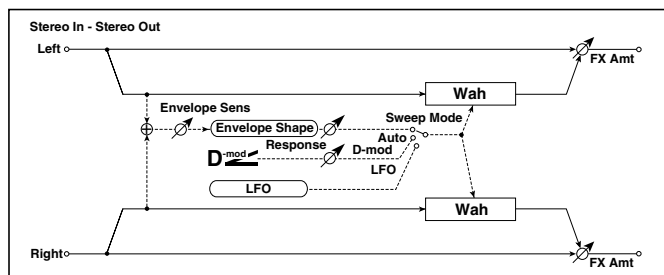 Stereo In - Stereo Out
Left
FX Amt
Wah
Envelope Sens
Sweep Mode
Envelope Shape
Auto
Response
D-mod
D-mod
LFO
LFO
Wah
Right
FX Amt